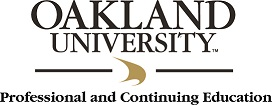 OAKLAND
UNIVERSITY™
Professional and Continuing Education